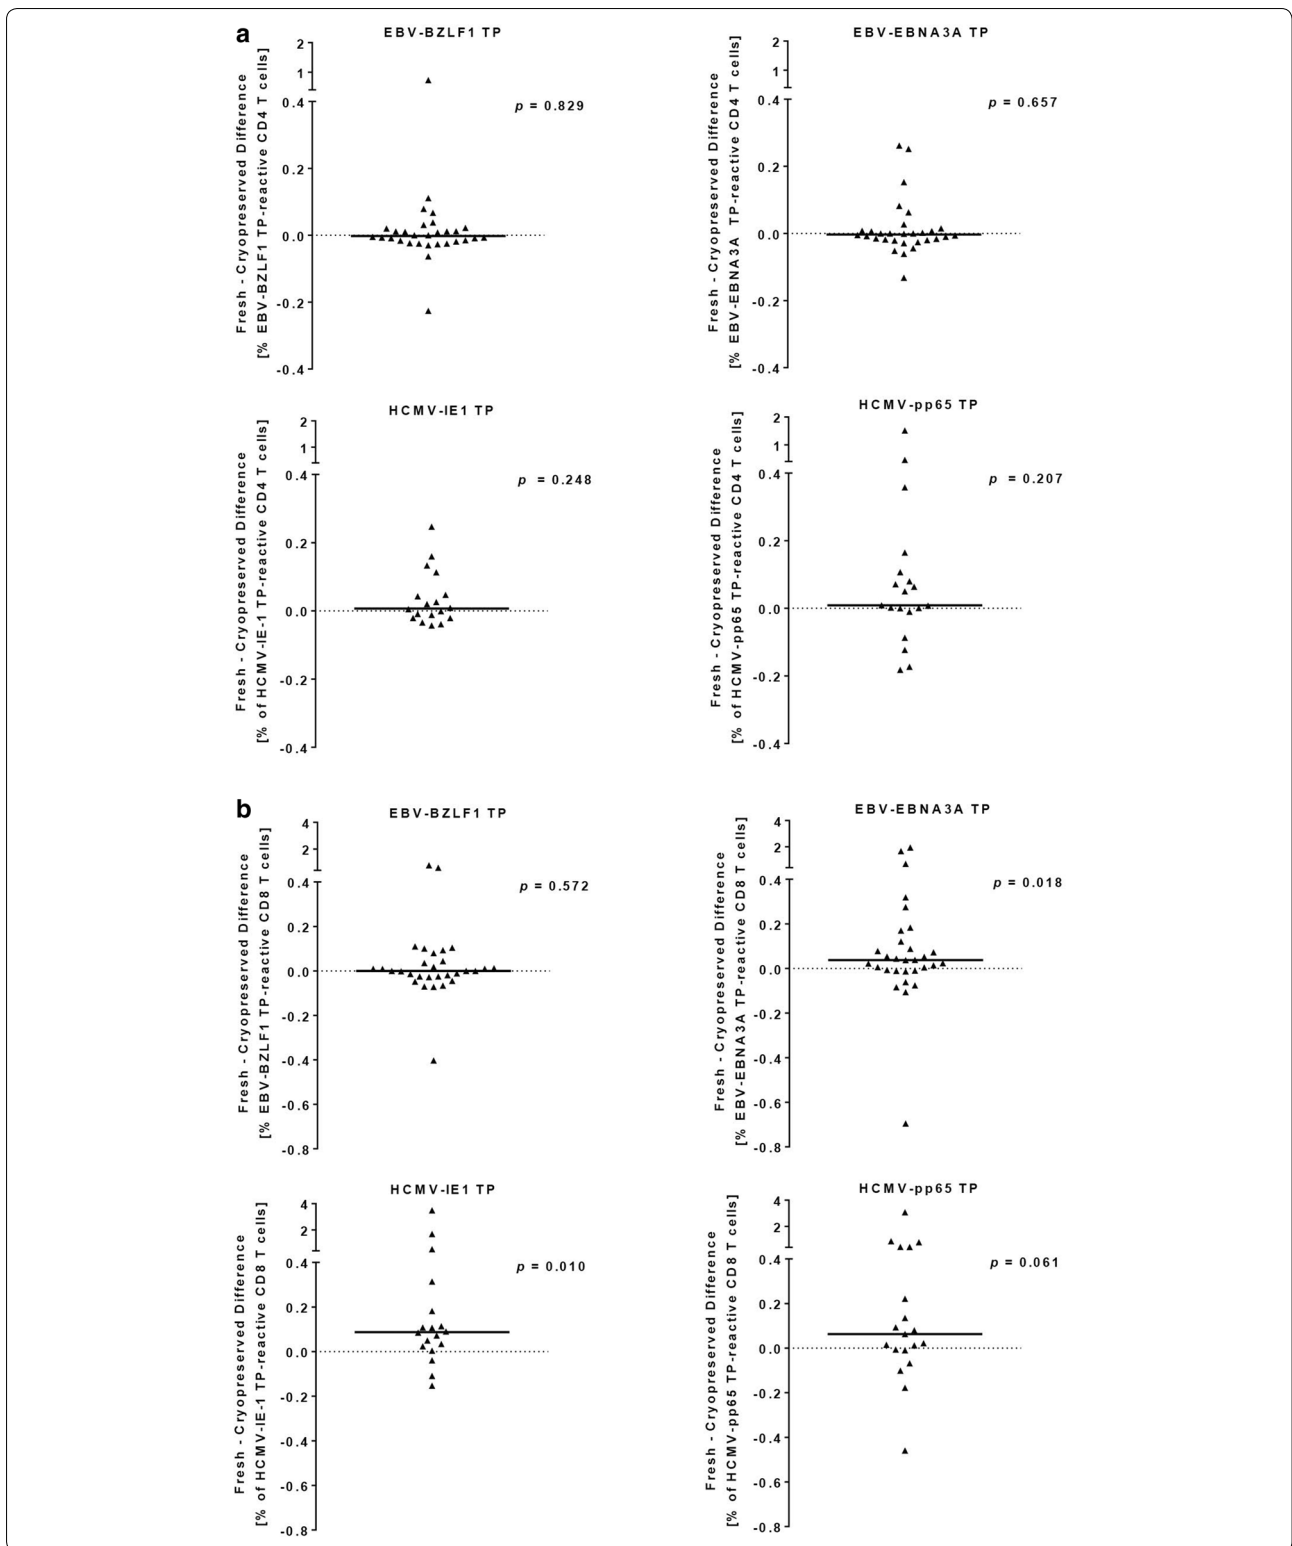 a
EBV-BZLF1 TP
Fresh - Cryopreserved Difference
[% EBV-BZLF1 TP-reactive CD4 T cells]
2
1
0.4
0.2
0.0
-0.2
-0.4
p = 0.829
EBV-EBNA3A TP
Fresh - Cryopreserved Difference
[% EBV-EBNA3A TP-reactive CD4 T cells]
2
1
0.4
0.2
0.0
-0.2
-0.4
p = 0.657
HCMV-IE1 TP
Fresh - Cryopreserved Difference
[% of HCMV-IE-1 TP-reactive CD4 T cells]
2
1
0.4
0.2
0.0
-0.2
-0.4
p = 0.248
HCMV-pp65 TP
Fresh - Cryopreserved Difference
[% of HCMV-pp65 TP-reactive CD4 T cells]
2
1
0.4
0.2
0.0
-0.2
-0.4
p = 0.207
b
EBV-BZLF1 TP
Fresh - Cryopreserved Difference
[% EBV-BZLF1 TP-reactive CD8 T cells]
4
2
0.4
0.2
0.0
-0.2
-0.4
-0.6
-0.8
p = 0.572
EBV-EBNA3A TP
Fresh - Cryopreserved Difference
[% EBV-EBNA3A TP-reactive CD8 T cells]
4
2
0.4
0.2
0.0
-0.2
-0.4
-0.6
-0.8
p = 0.018
HCMV-IE1 TP
Fresh - Cryopreserved Difference
[% of HCMV-IE-1 TP-reactive CD8 T cells]
4
2
0.4
0.2
0.0
-0.2
-0.4
-0.6
-0.8
p = 0.010
HCMV-pp65 TP
Fresh - Cryopreserved Difference
[% of HCMV-pp65 TP-reactive CD8 T cells]
4
2
0.4
0.2
0.0
-0.2
-0.4
-0.6
-0.8
p = 0.061